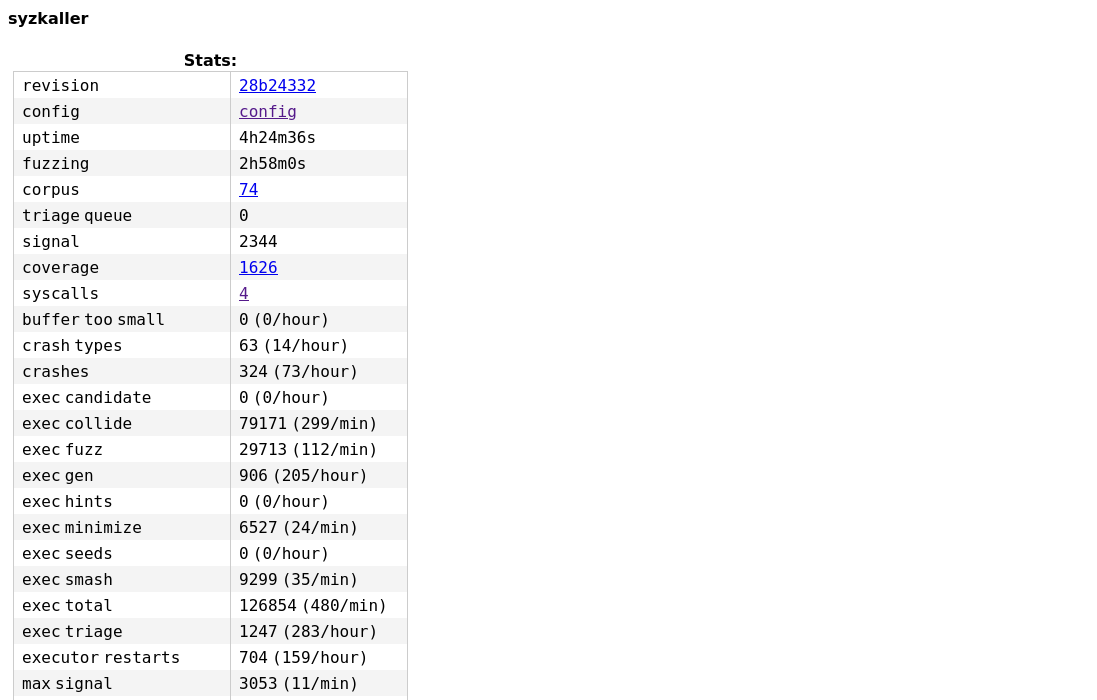 syzkaller
Stats:
revision 28b24332
config config
uptime 4h24m36s
fuzzing 2h58m0s
corpus 74
triage queue 0
signal 2344
coverage 1626
syscalls 4
buffer too small 0 (0/hour)
crash types 63 (14/hour)
crashes 324 (73/hour)
exec candidate 0 (0/hour)
exec collide 79171 (299/min)
exec fuzz 29713 (112/min)
exec gen 906 (205/hour)
exec hints 0 (0/hour)
exec minimize 6527 (24/min)
exec seeds 0 (0/hour)
exec smash 9299 (35/min)
exec total 126854 (480/min)
exec triage 1247 (283/hour)
executor restarts 704 (159/hour)
max signal 3053 (11/min)